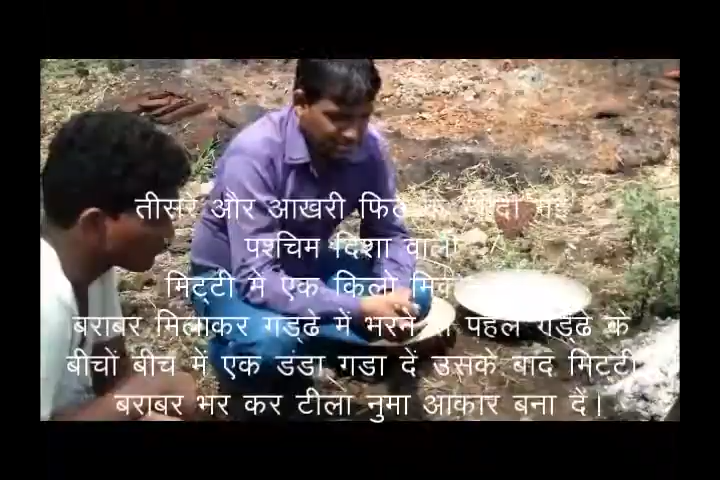 तीसरे और आखरी फिट
पश्चिम दिशा वाली
मिट्टी में एक किलो
बराबर मिलाकर गड्ढे में भरने पहले गड्ढे के
बीचों बीच में एक डंडा गडा दें उसके बाद मिटटी
बराबर भर कर टीला नुमा आकार बना दें।